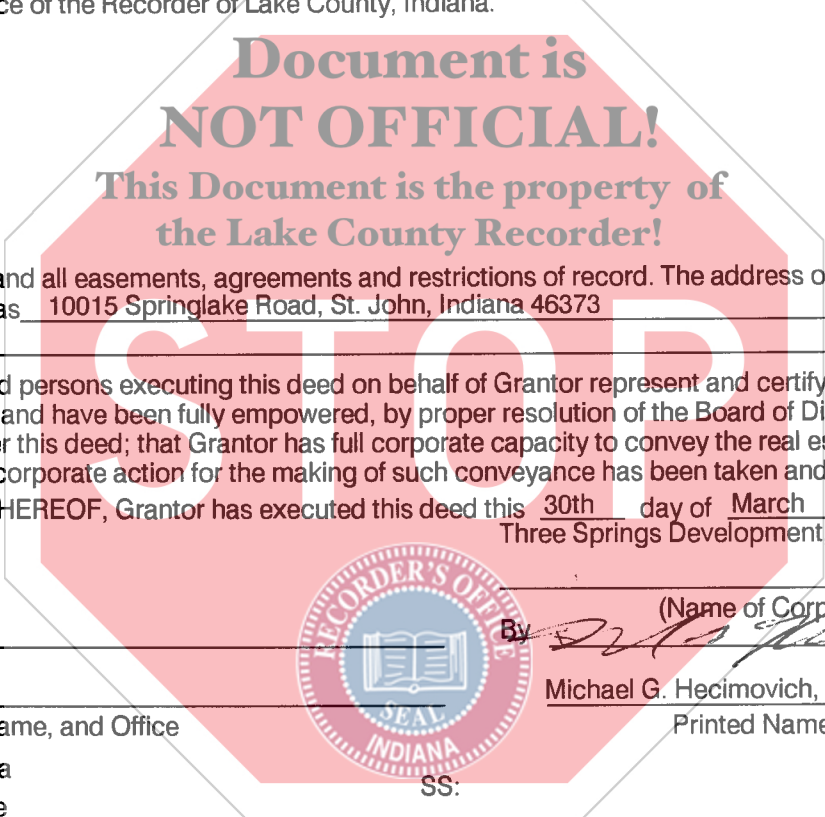 ce of the Recorder of Lake County, Indiana.
Document is
NOT OFFICIAL!
This Document is the property of
the Lake County Recorder!
and all easements, agreements and restrictions of record. The address o
as 10015 Springlake Road, St. John, Indiana 46373
STOP
d persons executing this deed on behalf of Grantor represent and certify
and have been fully empowered, by proper resolution of the Board of Di
r this deed; that Grantor has full corporate capacity to convey the real es
corporate action for the making of such conveyance has been taken and
HEREOF, Grantor has executed this deed this 30th day of March
Three Springs Development
(Name of Corp
By
RECORDER'S OFFICE
SEAL
INDIANA
Michael G. Hecimovich,
ame, and Office
Printed Name
a
SS:
e